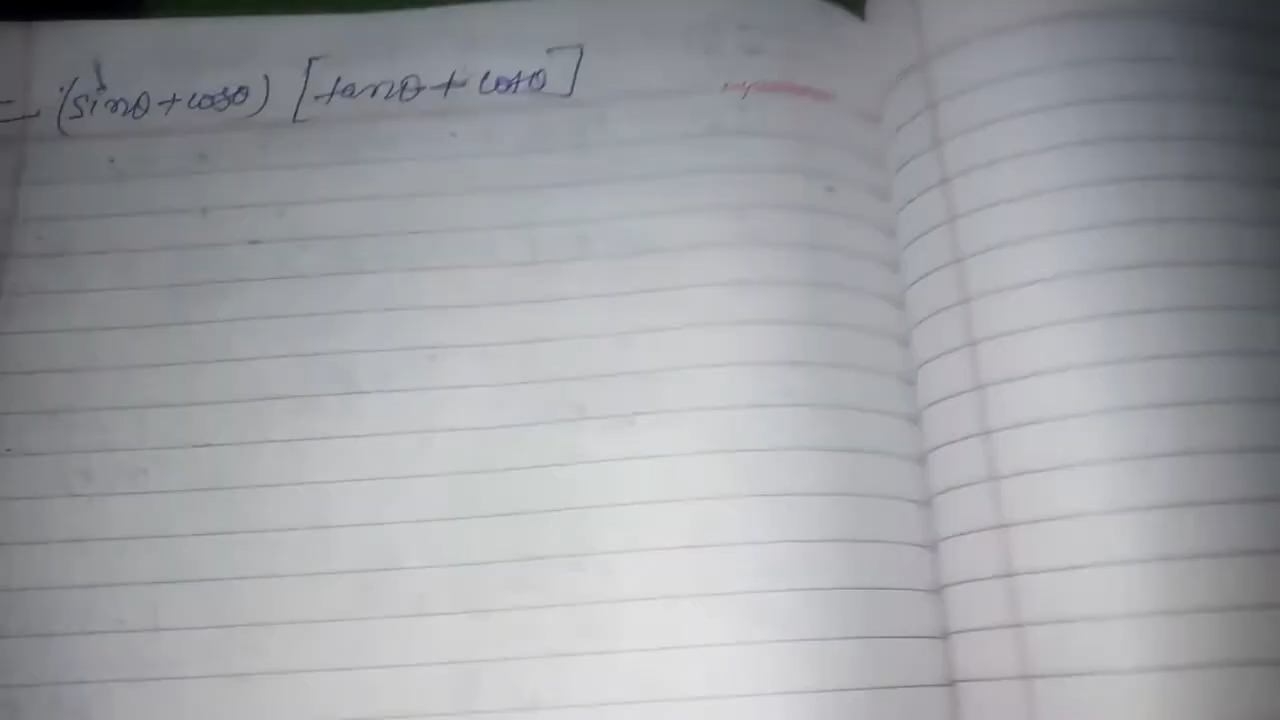 = (sinθ + cosθ) [tanθ + cotθ]